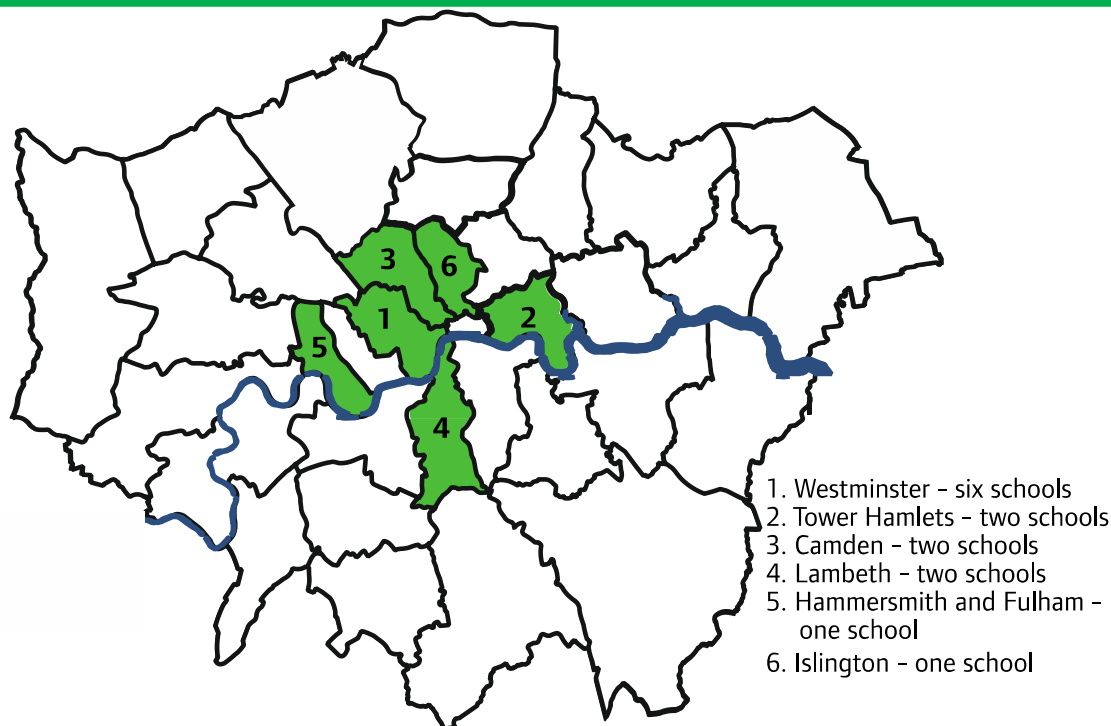 3
6
1
2
5
4
1. Westminster – six schools
2. Tower Hamlets – two schools
3. Camden – two schools
4. Lambeth – two schools
5. Hammersmith and Fulham –
one school
6. Islington – one school